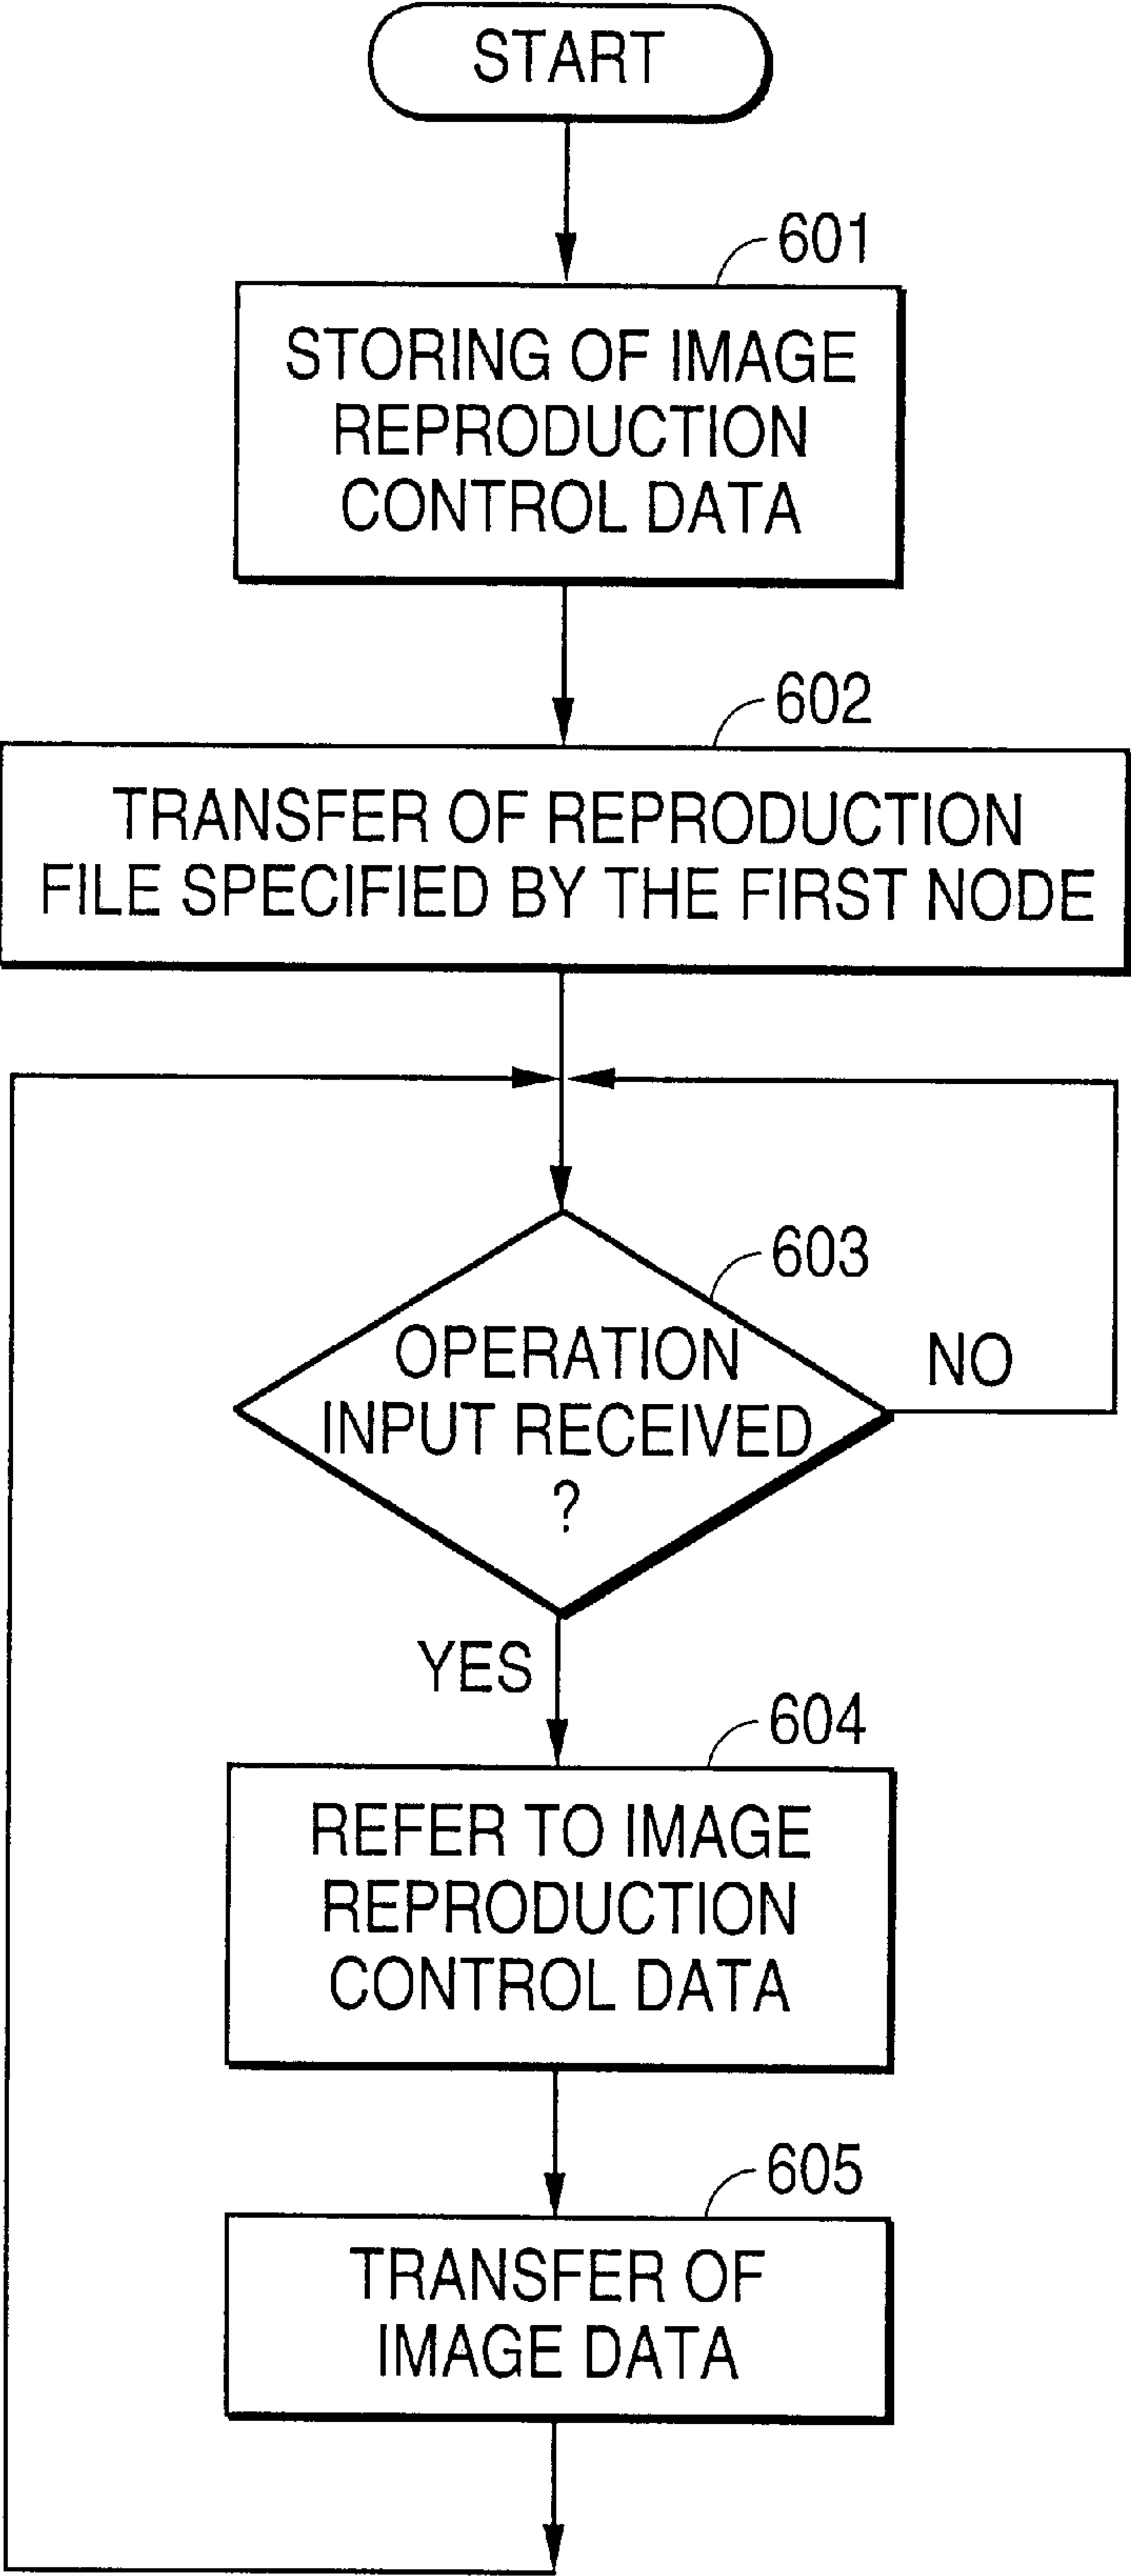 START
601
STORING OF IMAGE
REPRODUCTION
CONTROL DATA
602
TRANSFER OF REPRODUCTION
FILE SPECIFIED BY THE FIRST NODE
603
OPERATION
INPUT RECEIVED
?
NO
YES
604
REFER TO IMAGE
REPRODUCTION
CONTROL DATA
605
TRANSFER OF
IMAGE DATA